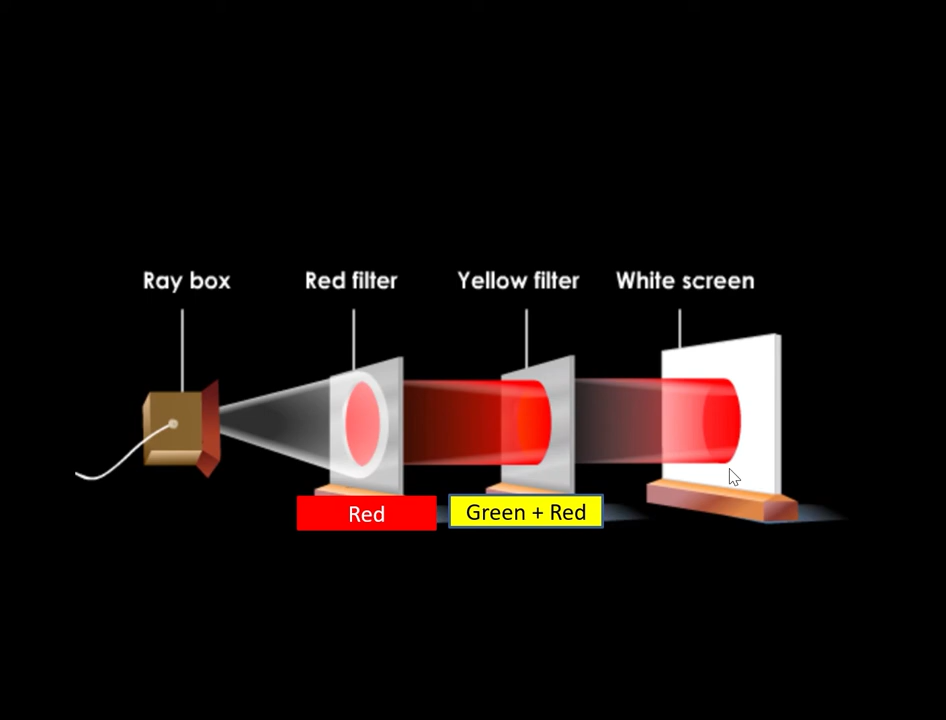 Ray box
Red filter
Yellow filter
White screen
Red
Green + Red